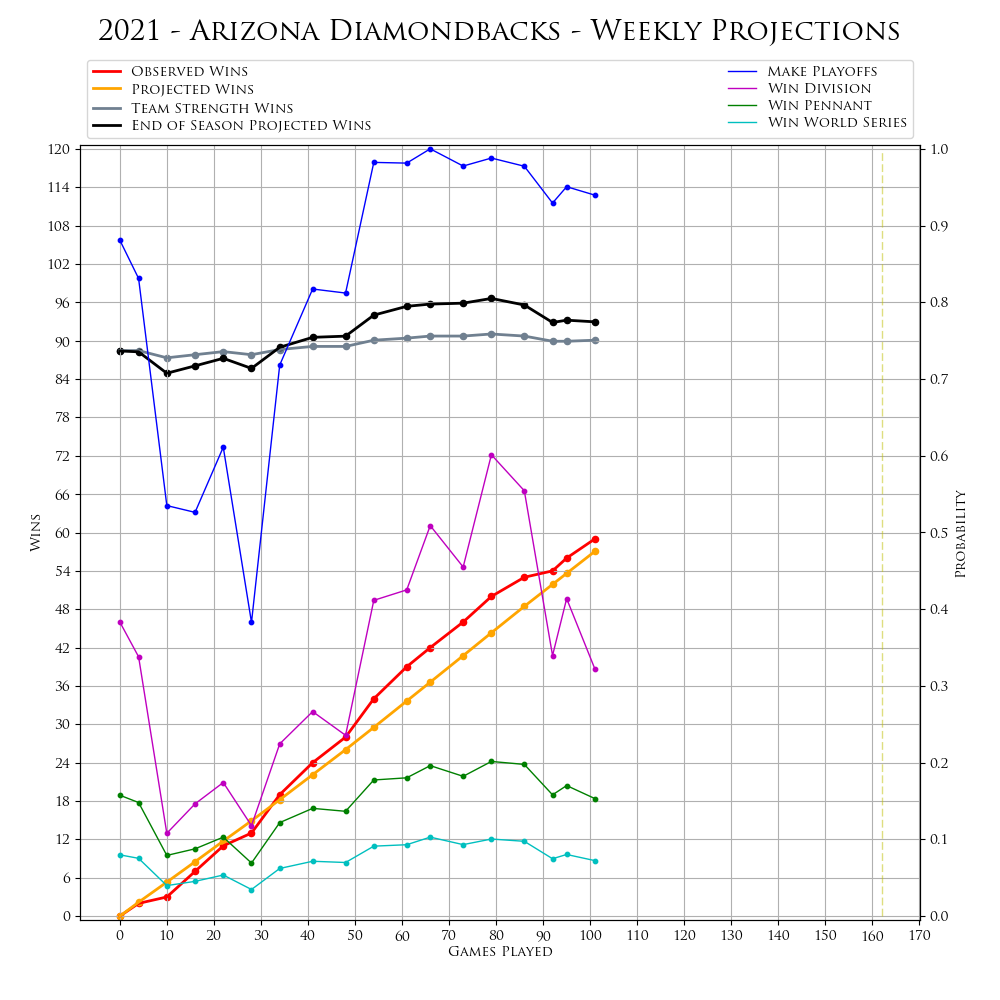 2021 - Arizona Diamondbacks - Weekly Projections
Observed Wins
Projected Wins
Team Strength Wins
End of Season Projected Wins
Make Playoffs
Win Division
Win Pennant
Win World Series
120
114
108
102
96
90
84
78
72
66
60
54
48
42
36
30
24
18
12
6
0
Wins
1.0
0.9
0.8
0.7
0.6
0.5
0.4
0.3
0.2
0.1
0.0
Probability
0 10 20 30 40 50 60 70 80 90 100 110 120 130 140 150 160 170
Games Played